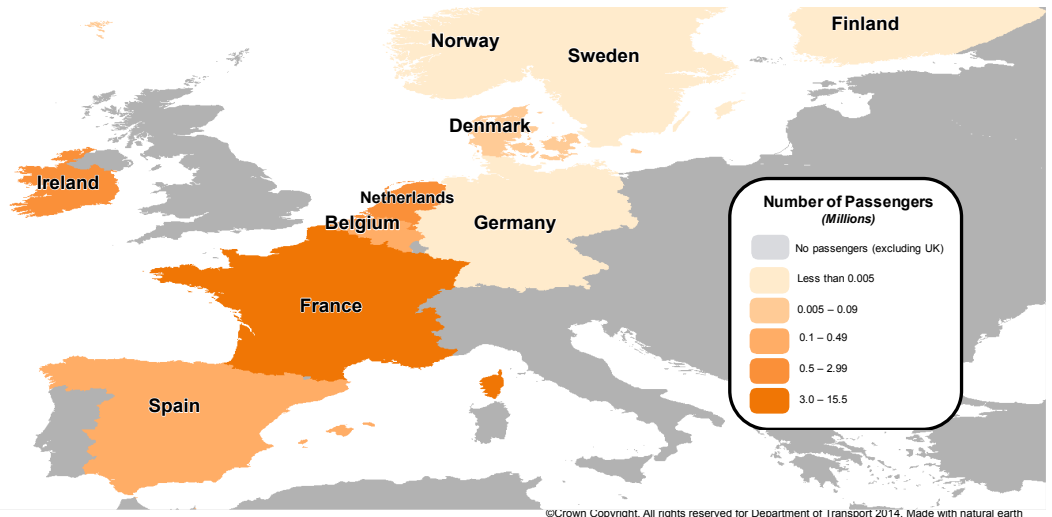 Finland
Norway
Sweden
Denmark
Ireland
Netherlands
Belgium
Germany
France
Spain
Number of Passengers
(Millions)
No passengers (excluding UK)
Less than 0.005
0.005 – 0.09
0.1 – 0.49
0.5 – 2.99
3.0 – 15.5
©Crown Copyright. All rights reserved for Department of Transport 2014. Made with natural earth